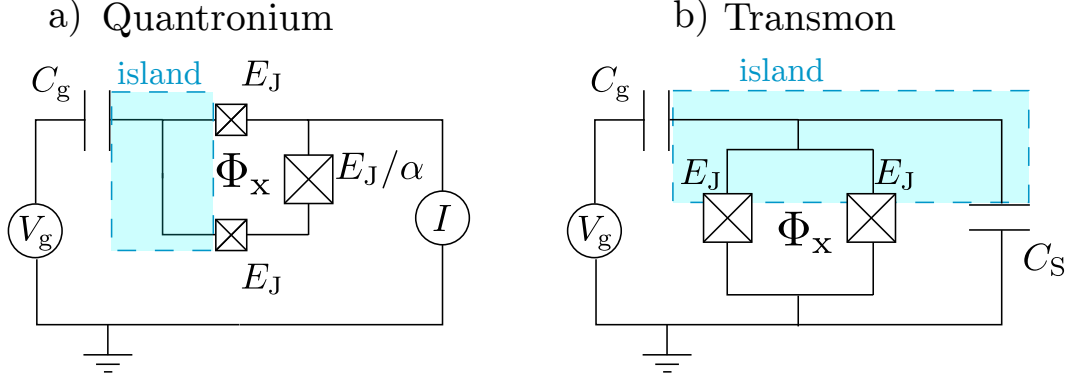 a) Quantronium
C_g
island
E_J
Φ_x
E_J/α
V_g
I
E_J
b) Transmon
C_g
island
E_J
E_J
V_g
Φ_x
C_S